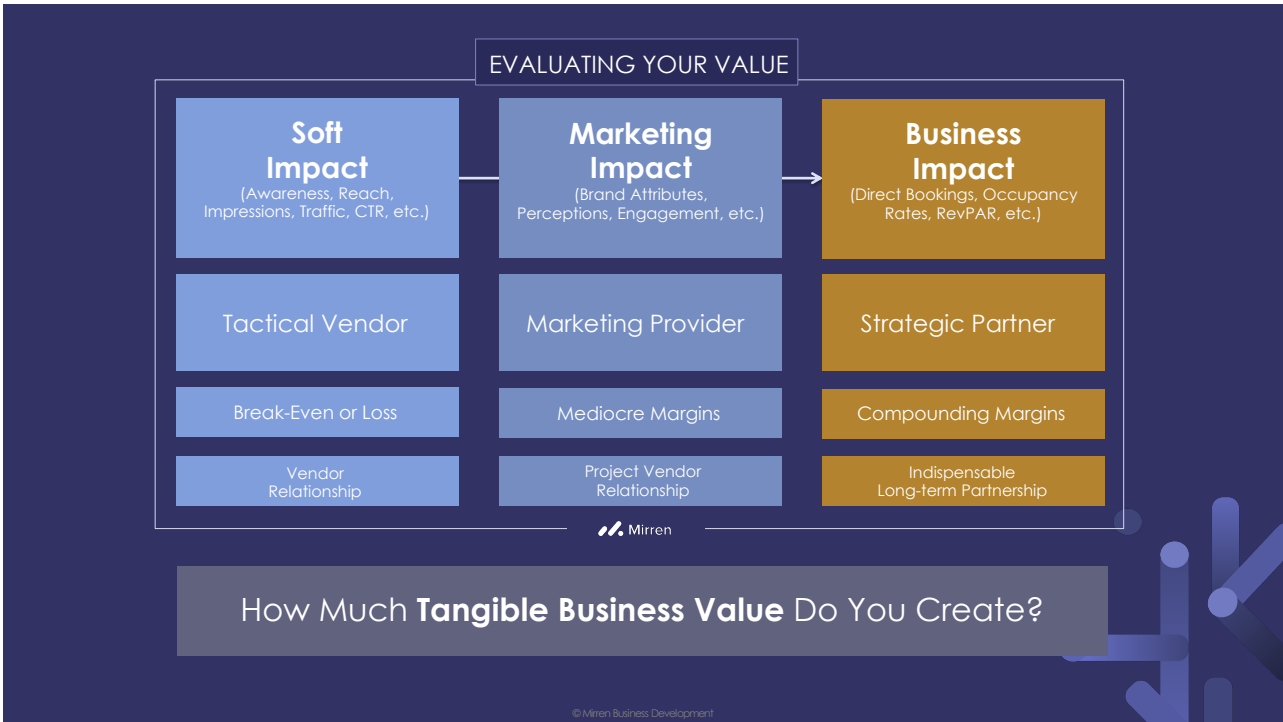 EVALUATING YOUR VALUE
Soft
Impact
(Awareness, Reach,
Impressions, Traffic, CTR, etc.)
Marketing
Impact
(Brand Attributes,
Perceptions, Engagement, etc.)
Business
Impact
(Direct Bookings, Occupancy
Rates, RevPAR, etc.)
Tactical Vendor
Marketing Provider
Strategic Partner
Break-Even or Loss
Mediocre Margins
Compounding Margins
Vendor
Relationship
Project Vendor
Relationship
Indispensable
Long-term Partnership
Mirren
How Much Tangible Business Value Do You Create?
© Mirren Business Development